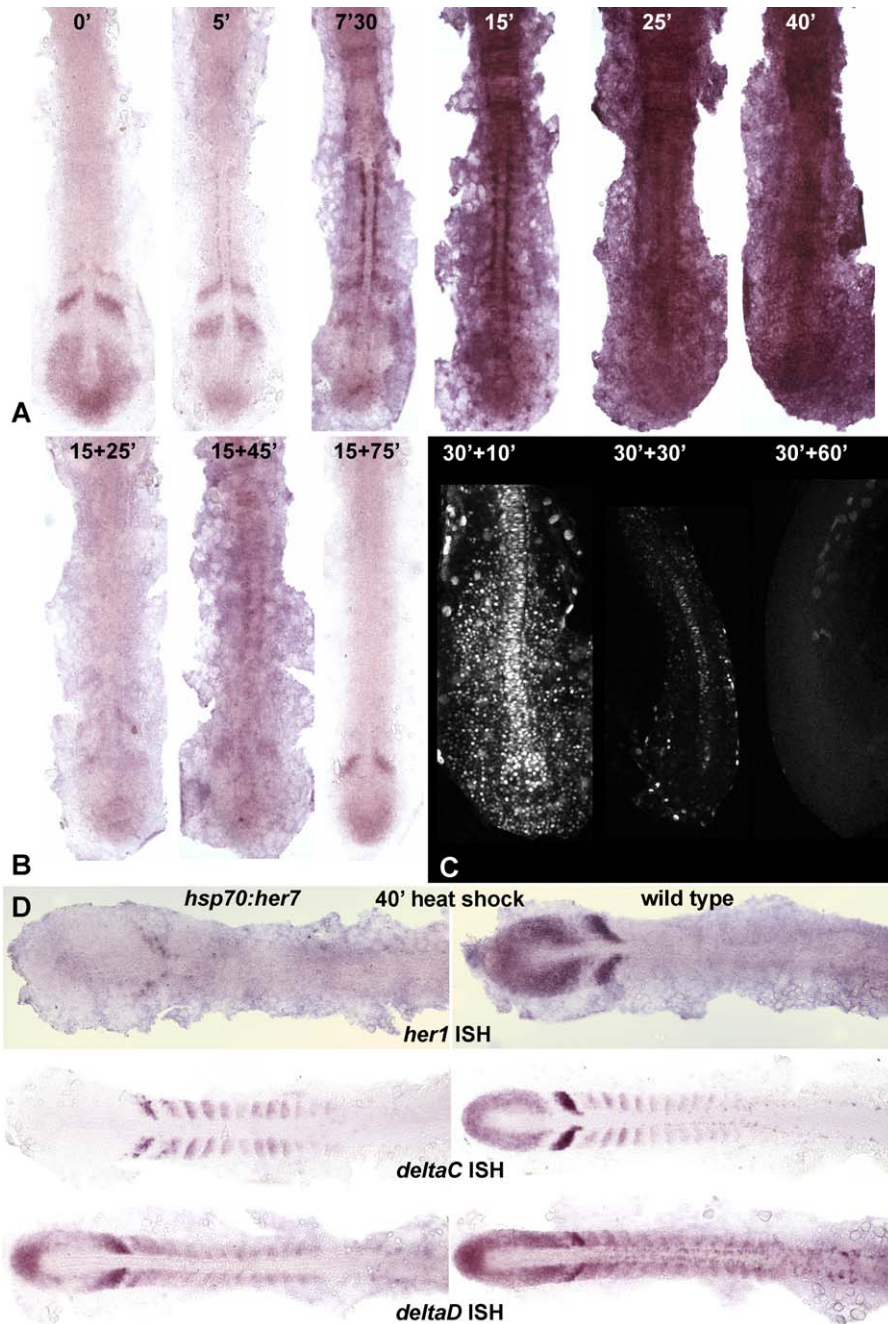 0’ 5’ 7’30 15’ 25’ 40’
A
15+25’ 15+45’ 15+75’
B
30’+10’ 30’+30’ 30’+60’
C
D hsp70:her7 40’ heat shock wild type
her1 ISH
deltaC ISH
deltaD ISH